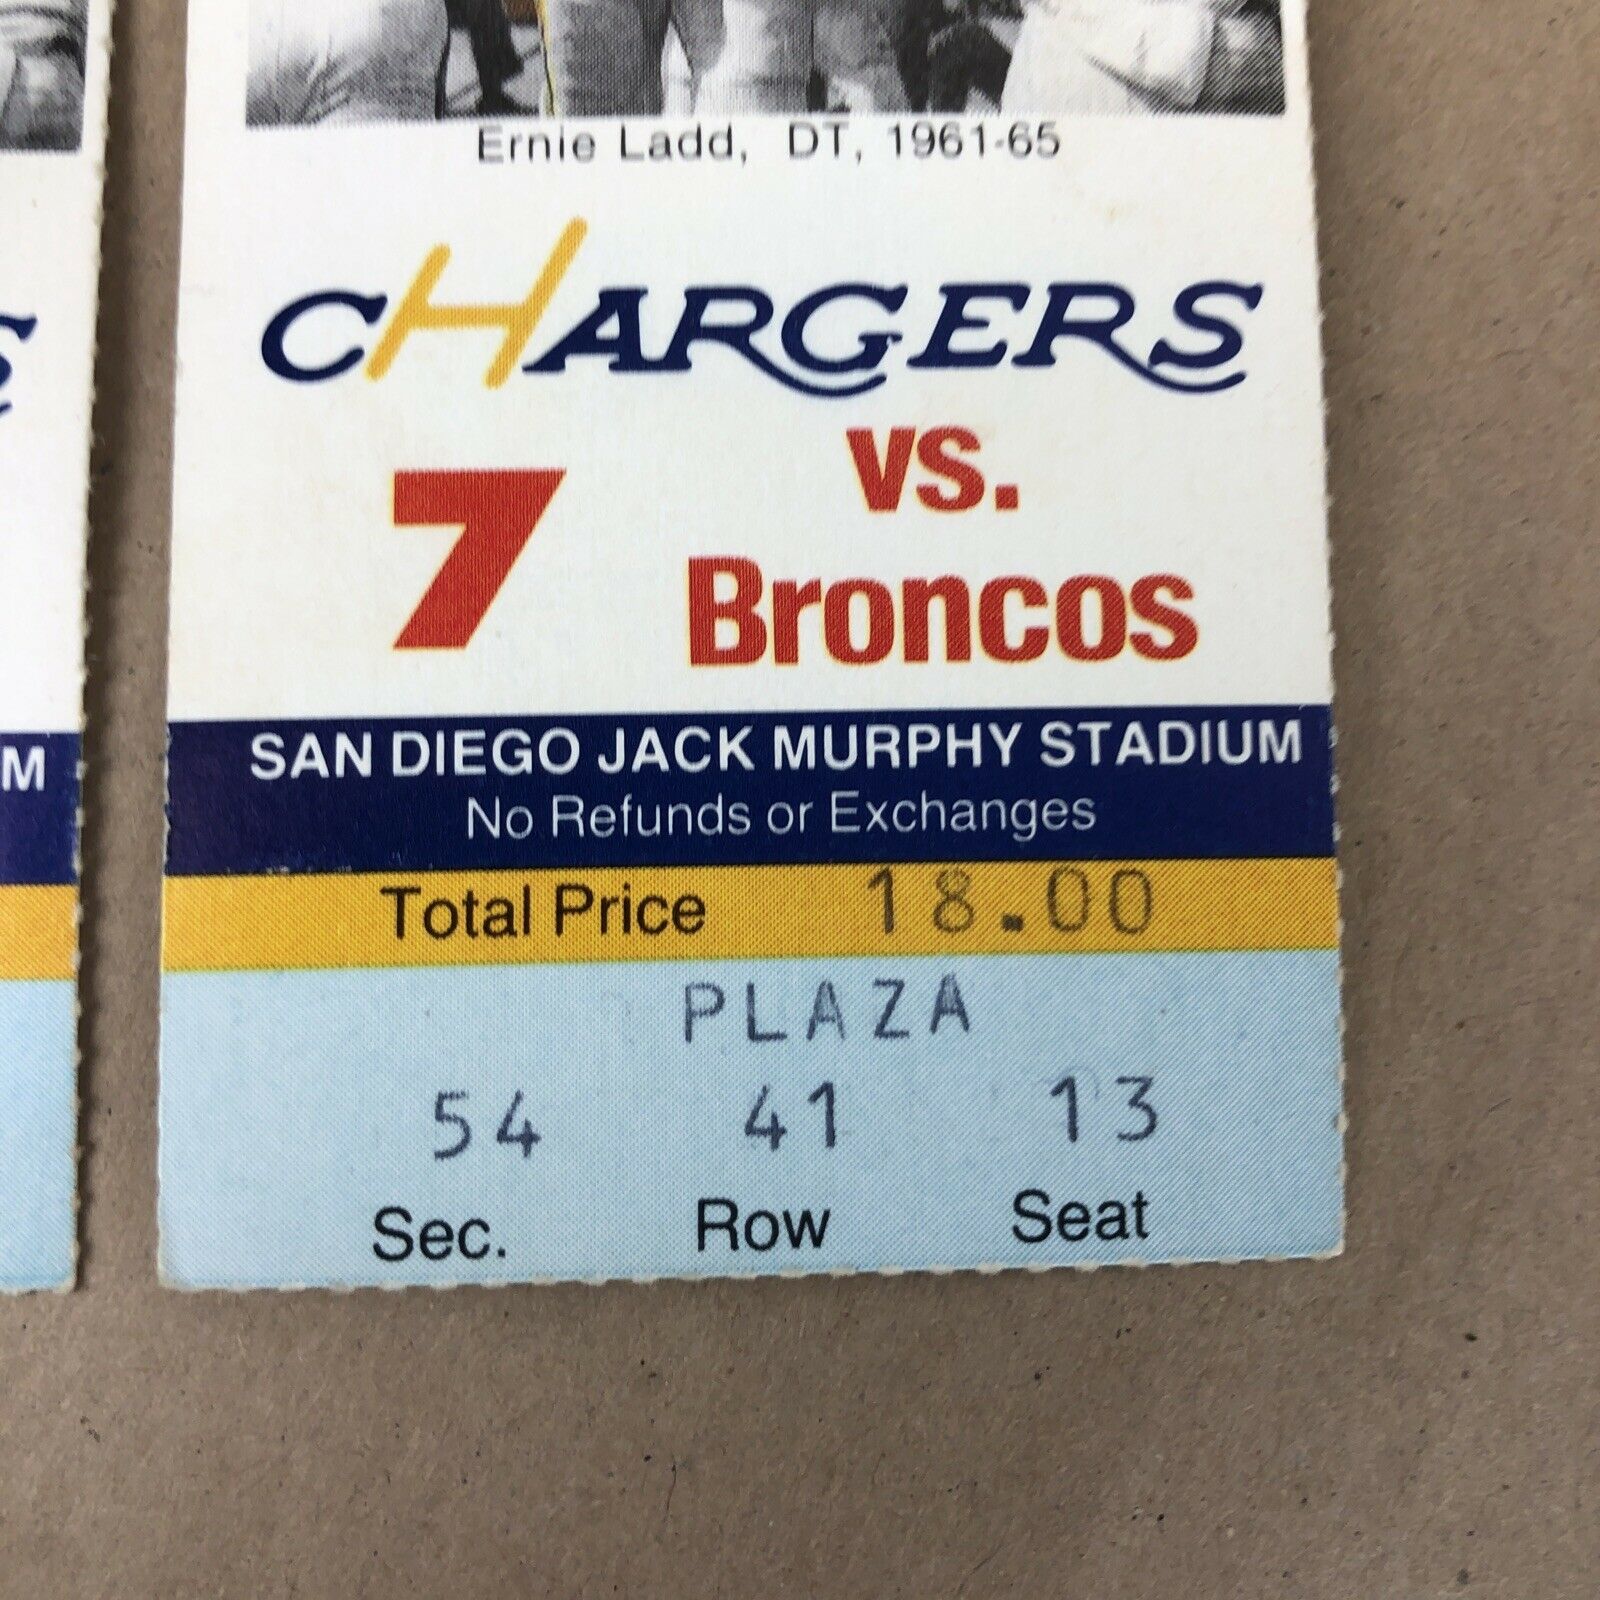 Ernie Ladd, DT, 1961-65
CHARGERS
vs.
7
Broncos
SAN DIEGO JACK MURPHY STADIUM
No Refunds or Exchanges
Total Price 18.00
PLAZA
54 41 13
Sec. Row Seat
S
M